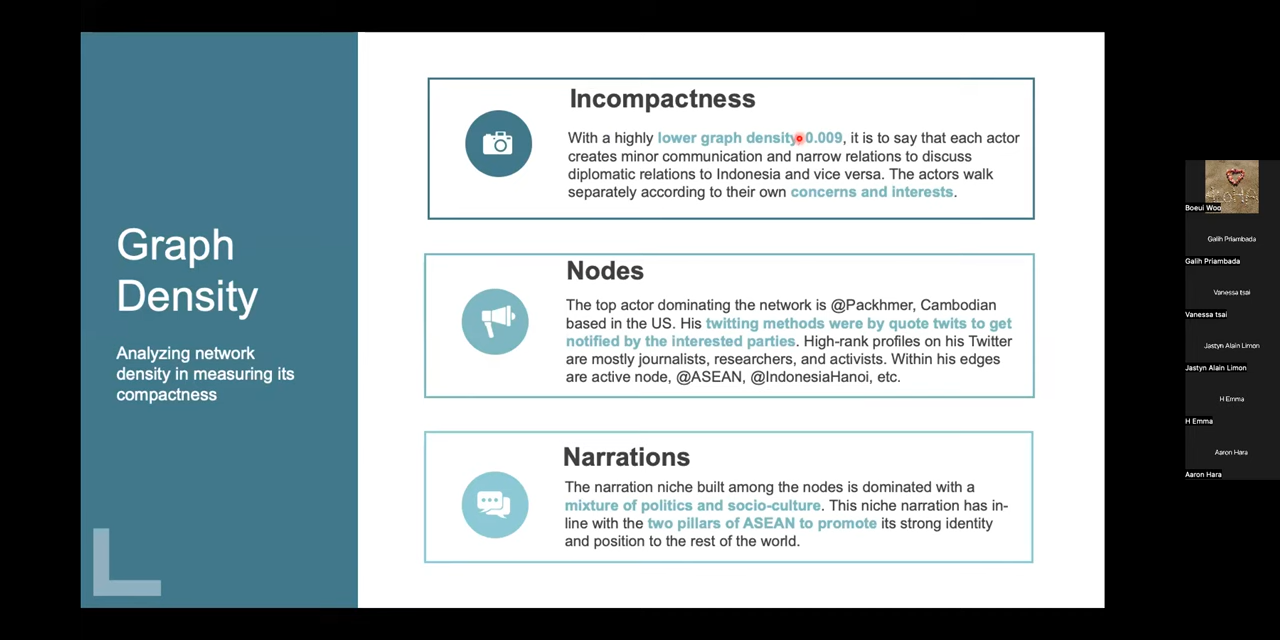 Graph
Density
Analyzing network
density in measuring its
compactness
Incompactness
With a highly lower graph density 0.009, it is to say that each actor
creates minor communication and narrow relations to discuss
diplomatic relations to Indonesia and vice versa. The actors walk
separately according to their own concerns and interests.
Nodes
The top actor dominating the network is @Packhmer, Cambodian
based in the US. His twitting methods were by quote twits to get
notified by the interested parties. High-rank profiles on his Twitter
are mostly journalists, researchers, and activists. Within his edges
are active node, @ASEAN, @IndonesiaHanoi, etc.
Narrations
The narration niche built among the nodes is dominated with a
mixture of politics and socio-culture. This niche narration has in-
line with the two pillars of ASEAN to promote its strong identity
and position to the rest of the world.
Boeul Woo
Galih Priambada
Galih Priambada
Vanessa tsai
Vanessa tsai
Jastyn Alain Limon
Jastyn Alain Limon
H Emma
H Emma
Aaron Hara
Aaron Hara